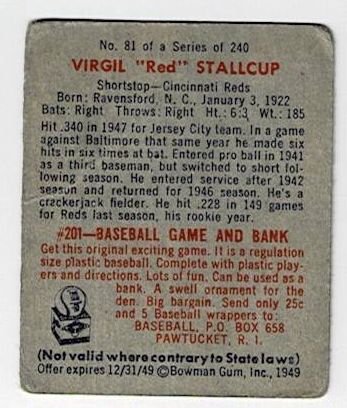 No. 81 of a Series of 240
VIRGIL "Red" STALLCUP
Shortstop—Cincinnati Reds
Born: Ravensford, N. C., January 3, 1922
Bats: Right Throws: Right Ht.: 6:3 Wt.: 185
Hit .340 in 1947 for Jersey City team. In a game
against Baltimore that same year he made six
hits in six times at bat. Entered pro ball in 1941
as a third baseman, but switched to short fol-
lowing season. He entered service after 1942
season and returned for 1946 season. He's a
crackerjack fielder. He hit .228 in 149 games
for Reds last season, his rookie year.
#201—BASEBALL GAME AND BANK
Get this original exciting game. It is a regulation
size plastic baseball. Complete with plastic play-
ers and directions. Lots of fun. Can be used as a
bank. A swell ornament for the
den. Big bargain. Send only 25c
and 5 Baseball wrappers to:
BASEBALL, P.O. BOX 658
PAWTUCKET, R. I.
(Not valid where contrary to State laws)
Offer expires 12/31/49 ©Bowman Gum, Inc., 1949